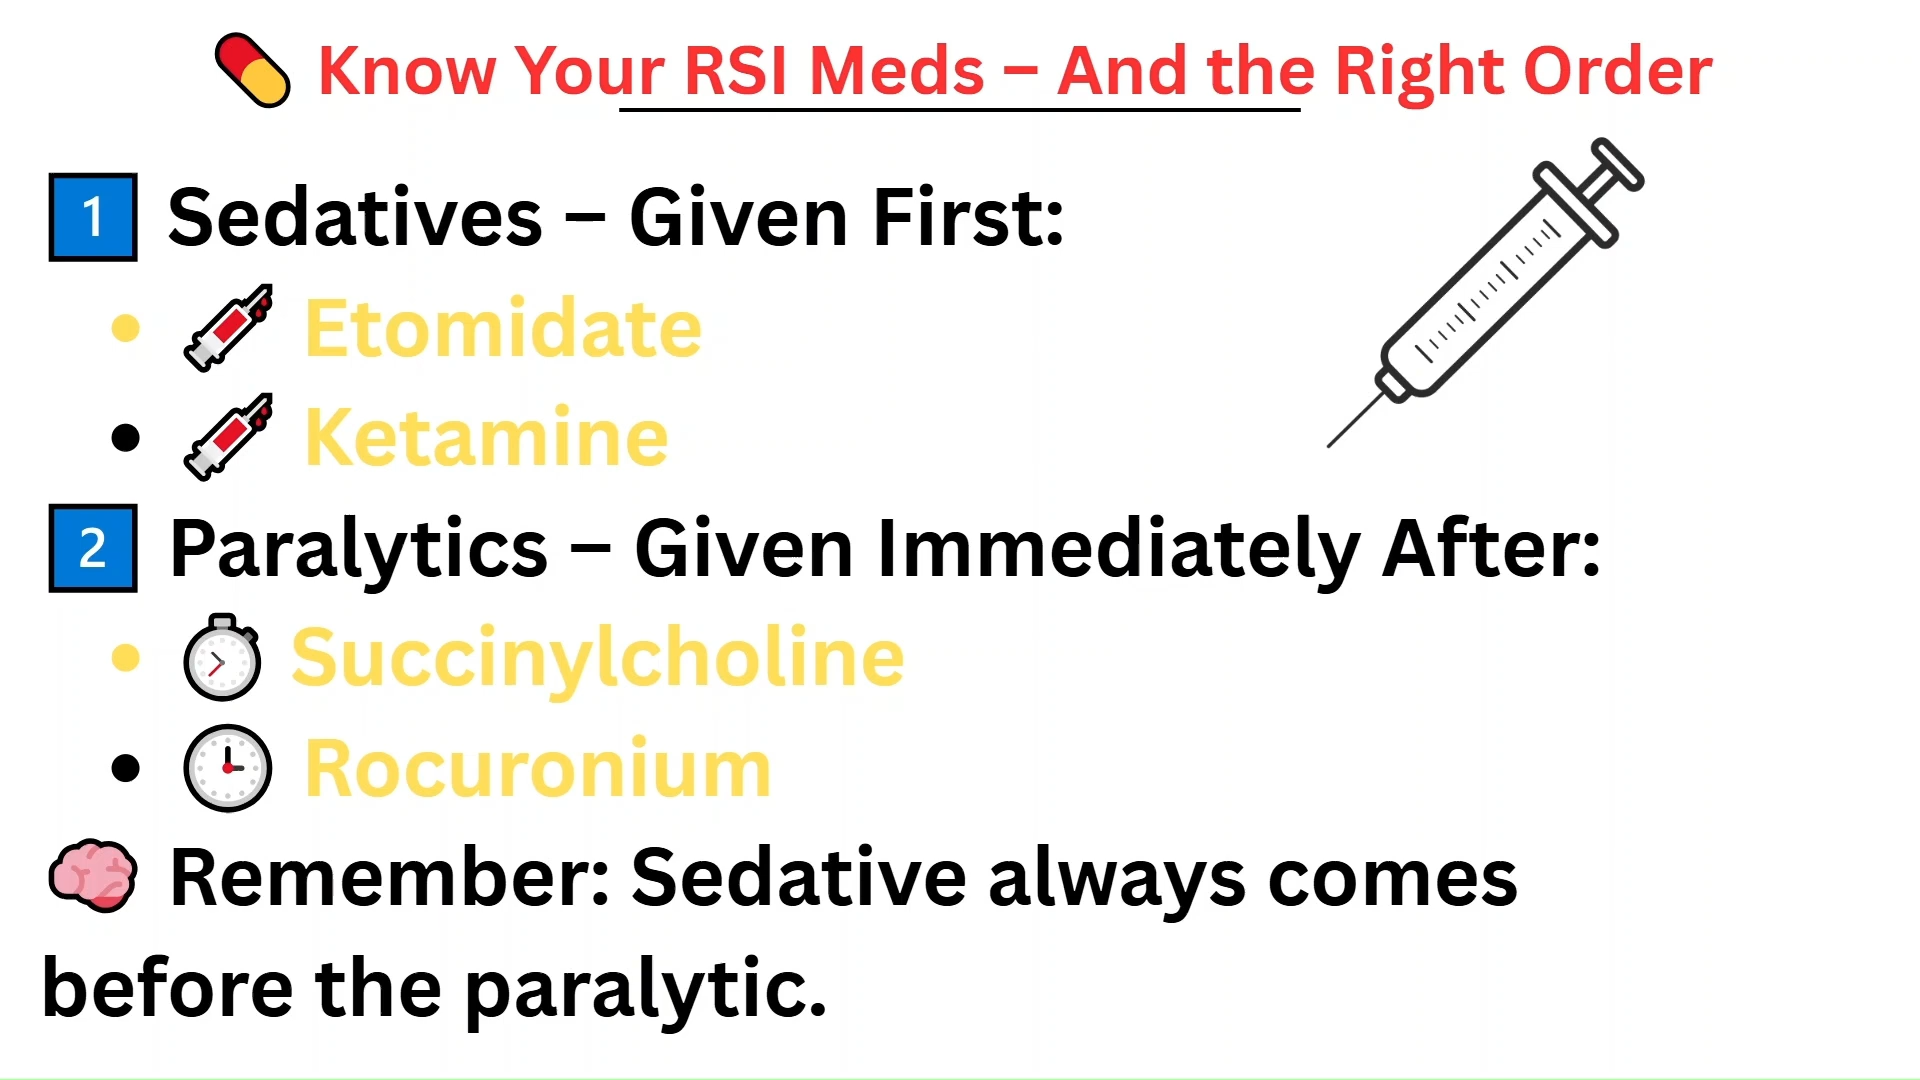 Know Your RSI Meds – And the Right Order
1 Sedatives – Given First:
• Etomidate
• Ketamine
2 Paralytics – Given Immediately After:
• Succinylcholine
• Rocuronium
Remember: Sedative always comes
before the paralytic.